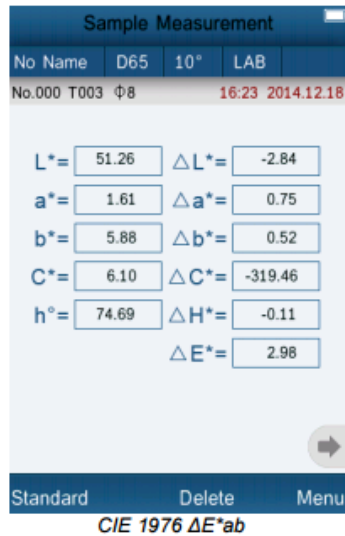 Sample Measurement
No Name D65 10° LAB
No.000 T003 Φ8 16:23 2014.12.18
L*= 51.26 △L*= -2.84
a*= 1.61 △a*= 0.75
b*= 5.88 △b*= 0.52
C*= 6.10 △C*= -319.46
h°= 74.69 △H*= -0.11
△E*= 2.98
Standard Delete Menu
CIE 1976 ΔE*ab